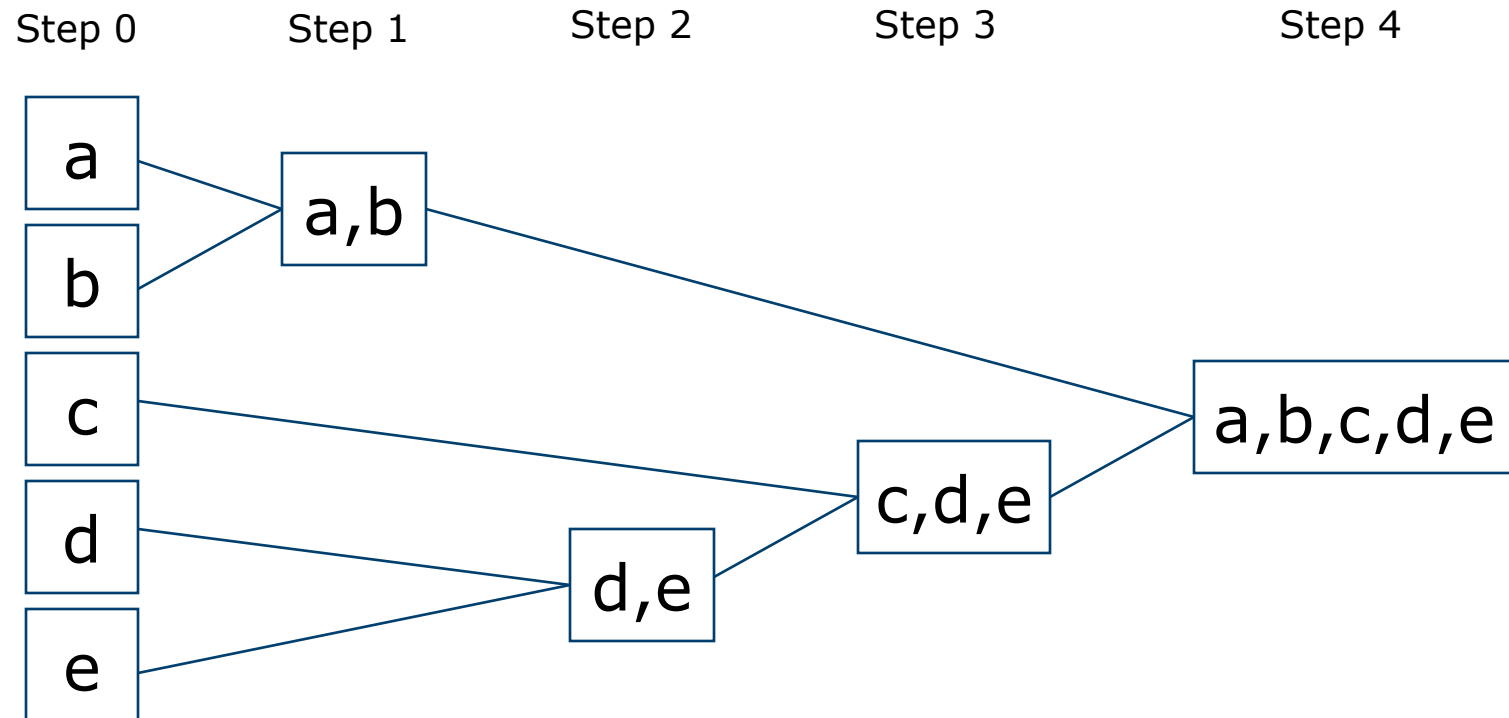 Step 0 Step 1 Step 2 Step 3 Step 4
a
a,b
b
c
a,b,c,d,e
c,d,e
d
d,e
e